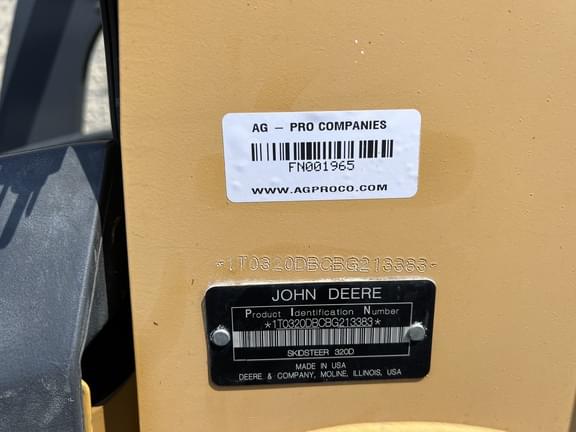 AG – PRO COMPANIES
FN001965
WWW.AGPROCO.COM
*1T0320DBCBG213383*
JOHN DEERE
Product Identification Number
*1T0320DBCBG213383*
SKIDSTEER 320D
MADE IN USA
DEERE & COMPANY, MOLINE, ILLINOIS, USA